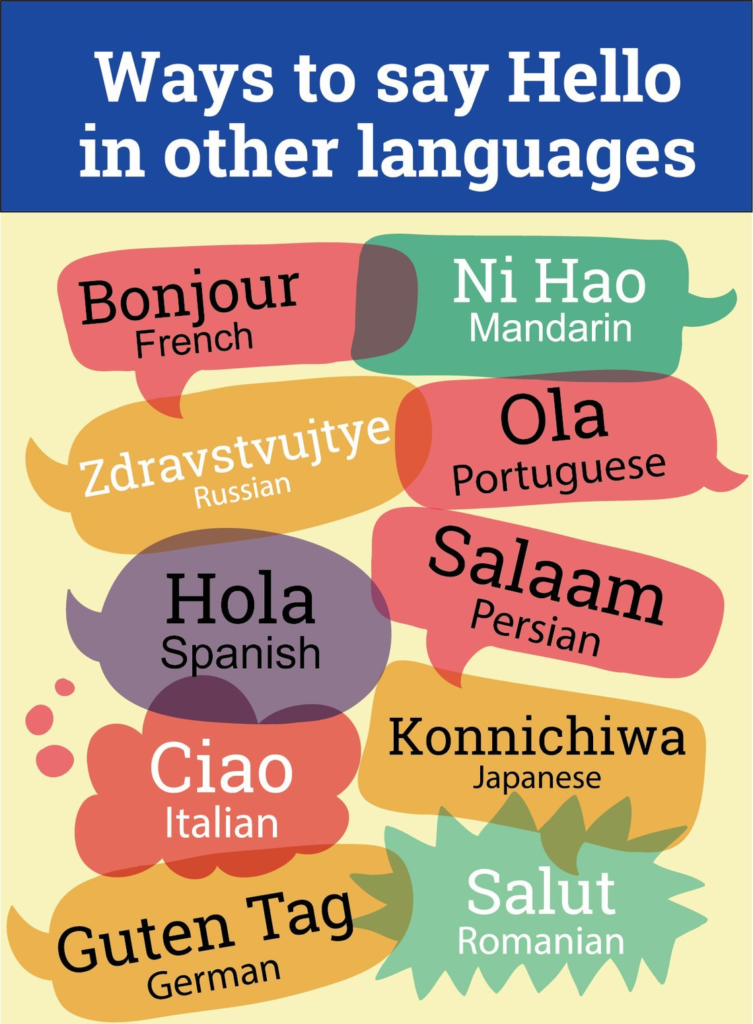 Ways to say Hello
in other languages
Bonjour
French
Ni Hao
Mandarin
Zdravstvujtye
Russian
Ola
Portuguese
Hola
Spanish
Salaam
Persian
Ciao
Italian
Konnichiwa
Japanese
Guten Tag
German
Salut
Romanian